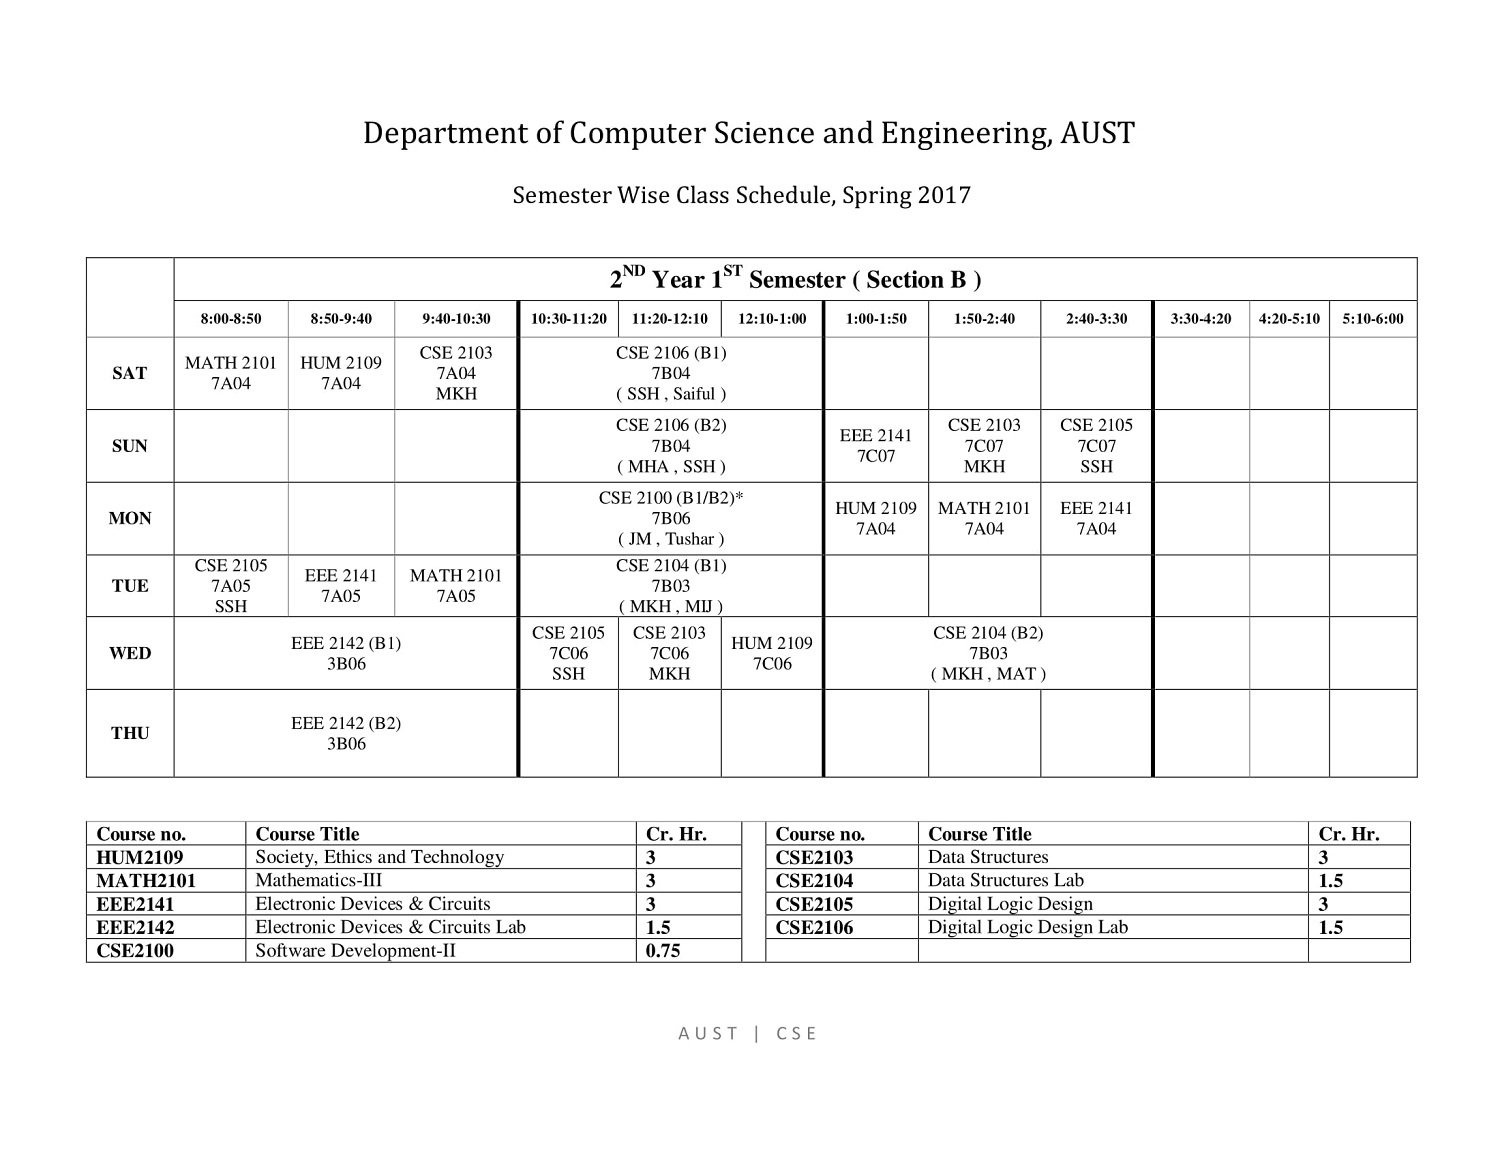 Department of Computer Science and Engineering, AUST
Semester Wise Class Schedule, Spring 2017
2ND Year 1ST Semester ( Section B )
8:00-8:50 8:50-9:40 9:40-10:30 10:30-11:20 11:20-12:10 12:10-1:00 1:00-1:50 1:50-2:40 2:40-3:30 3:30-4:20 4:20-5:10 5:10-6:00
SAT
MATH 2101
7A04
HUM 2109
7A04
CSE 2103
7A04
MKH
CSE 2106 (B1)
7B04
( SSH , Saiful )
SUN
CSE 2106 (B2)
7B04
( MHA , SSH )
EEE 2141
7C07
CSE 2103
7C07
MKH
CSE 2105
7C07
SSH
MON
CSE 2100 (B1/B2)*
7B06
( JM , Tushar )
HUM 2109
7A04
MATH 2101
7A04
EEE 2141
7A04
TUE
CSE 2105
7A05
SSH
EEE 2141
7A05
MATH 2101
7A05
CSE 2104 (B1)
7B03
( MKH , MIJ )
WED
EEE 2142 (B1)
3B06
CSE 2105
7C06
SSH
CSE 2103
7C06
MKH
HUM 2109
7C06
CSE 2104 (B2)
7B03
( MKH , MAT )
THU
EEE 2142 (B2)
3B06
Course no. Course Title Cr. Hr. Course no. Course Title Cr. Hr.
HUM2109 Society, Ethics and Technology 3 CSE2103 Data Structures 3
MATH2101 Mathematics-III 3 CSE2104 Data Structures Lab 1.5
EEE2141 Electronic Devices & Circuits 3 CSE2105 Digital Logic Design 3
EEE2142 Electronic Devices & Circuits Lab 1.5 CSE2106 Digital Logic Design Lab 1.5
CSE2100 Software Development-II 0.75
AUST | CSE